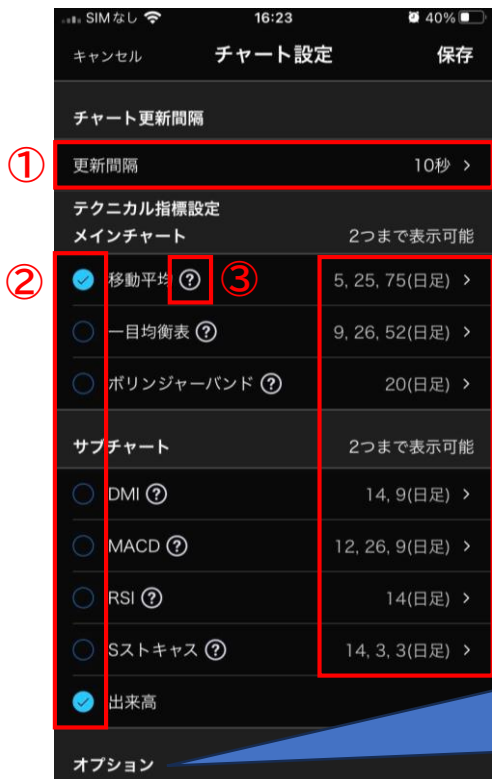 SIMなし 16:23 40%
キャンセル チャート設定 保存
チャート更新間隔
① 更新間隔 10秒 >
テクニカル指標設定
メインチャート 2つまで表示可能
② 移動平均 ? ③ 5, 25, 75(日足) >
一目均衡表 ? 9, 26, 52(日足) >
ボリンジャーバンド ? 20(日足) >
サブチャート 2つまで表示可能
DMI ? 14, 9(日足) >
MACD ? 12, 26, 9(日足) >
RSI ? 14(日足) >
Sストキャス ? 14, 3, 3(日足) >
出来高
オプション